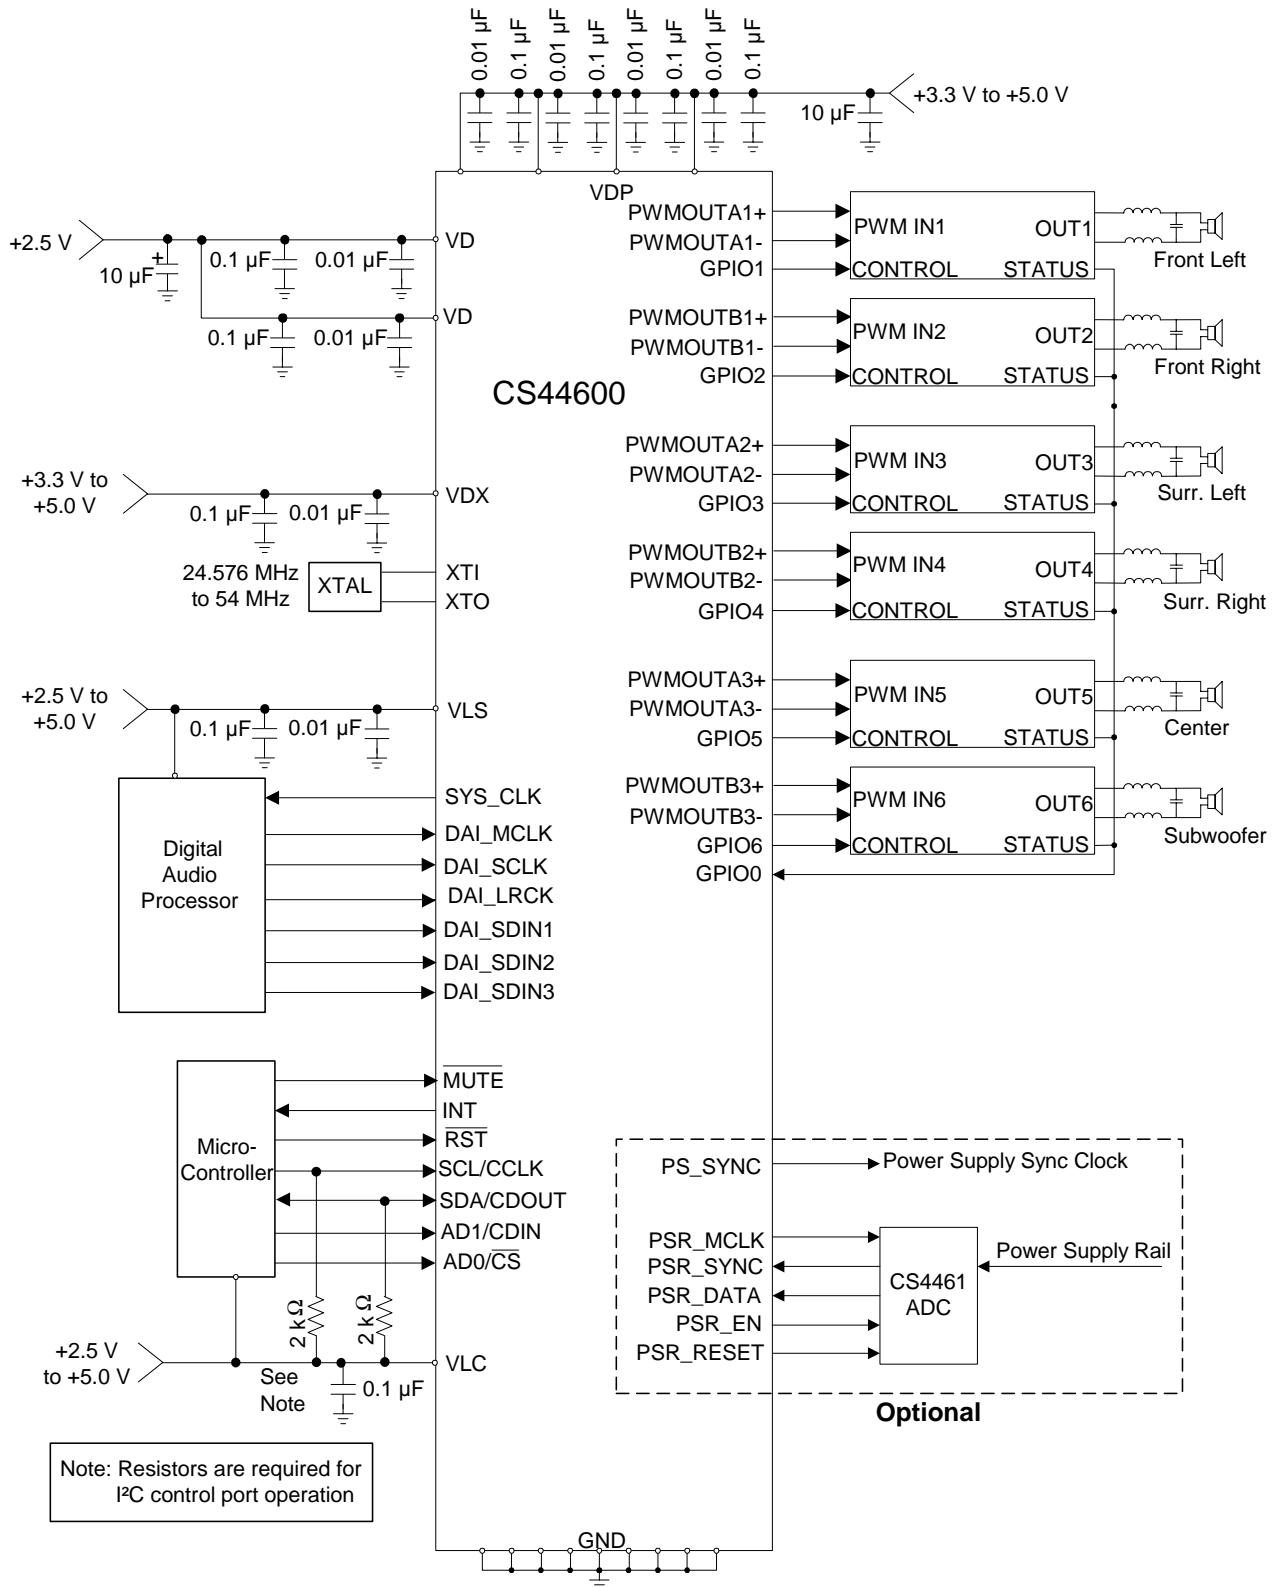 0.01 µF
0.1 µF
0.01 µF
0.1 µF
0.01 µF
0.1 µF
0.01 µF
0.1 µF
10 µF
+3.3 V to +5.0 V
VDP
+2.5 V
+
10 µF
0.1 µF
0.01 µF
VD
0.1 µF
0.01 µF
VD
CS44600
+3.3 V to
+5.0 V
0.1 µF
0.01 µF
VDX
24.576 MHz
to 54 MHz
XTAL
XTI
XTO
+2.5 V to
+5.0 V
0.1 µF
0.01 µF
VLS
Digital
Audio
Processor
SYS_CLK
DAI_MCLK
DAI_SCLK
DAI_LRCK
DAI_SDIN1
DAI_SDIN2
DAI_SDIN3
Micro-
Controller
MUTE
INT
RST
SCL/CCLK
SDA/CDOUT
AD1/CDIN
AD0/CS
2 kΩ
2 kΩ
+2.5 V
to +5.0 V
See
Note
0.1 µF
VLC
Note: Resistors are required for
I²C control port operation
GND
PWMOUTA1+
PWMOUTA1-
GPIO1
PWM IN1
OUT1
CONTROL
STATUS
Front Left
PWMOUTB1+
PWMOUTB1-
GPIO2
PWM IN2
OUT2
CONTROL
STATUS
Front Right
PWMOUTA2+
PWMOUTA2-
GPIO3
PWM IN3
OUT3
CONTROL
STATUS
Surr. Left
PWMOUTB2+
PWMOUTB2-
GPIO4
PWM IN4
OUT4
CONTROL
STATUS
Surr. Right
PWMOUTA3+
PWMOUTA3-
GPIO5
PWM IN5
OUT5
CONTROL
STATUS
Center
PWMOUTB3+
PWMOUTB3-
GPIO6
PWM IN6
OUT6
CONTROL
STATUS
Subwoofer
GPIO0
PS_SYNC
Power Supply Sync Clock
PSR_MCLK
PSR_SYNC
PSR_DATA
PSR_EN
PSR_RESET
CS4461
ADC
Power Supply Rail
Optional